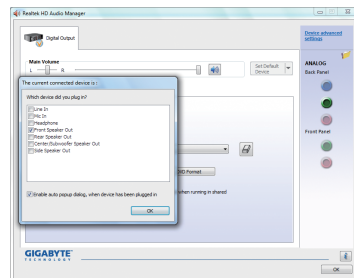 Realtek HD Audio Manager
Digital Output
Device advanced settings
Main Volume
L
R
Set Default Device
ANALOG
Back Panel
Front Panel
The current connected device is :
Which device did you plug in?
Line In
Mic In
Headphone
Front Speaker Out
Rear Speaker Out
Center/Subwoofer Speaker Out
Side Speaker Out
Enable auto popup dialog, when device has been plugged in
OK
HD Format
when running in shared
GIGABYTE
TECHNOLOGY
OK